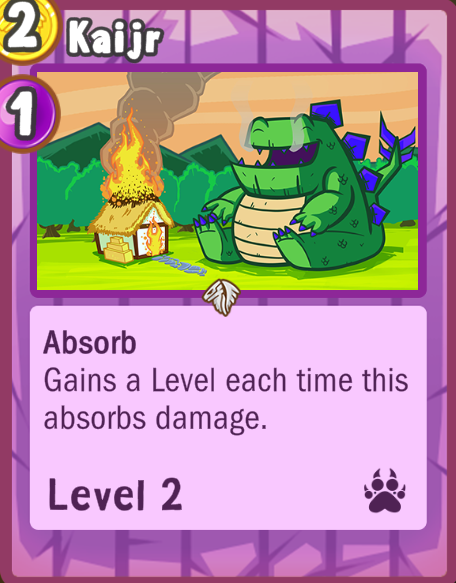 2 Kaijr
1
Absorb
Gains a Level each time this
absorbs damage.
Level 2